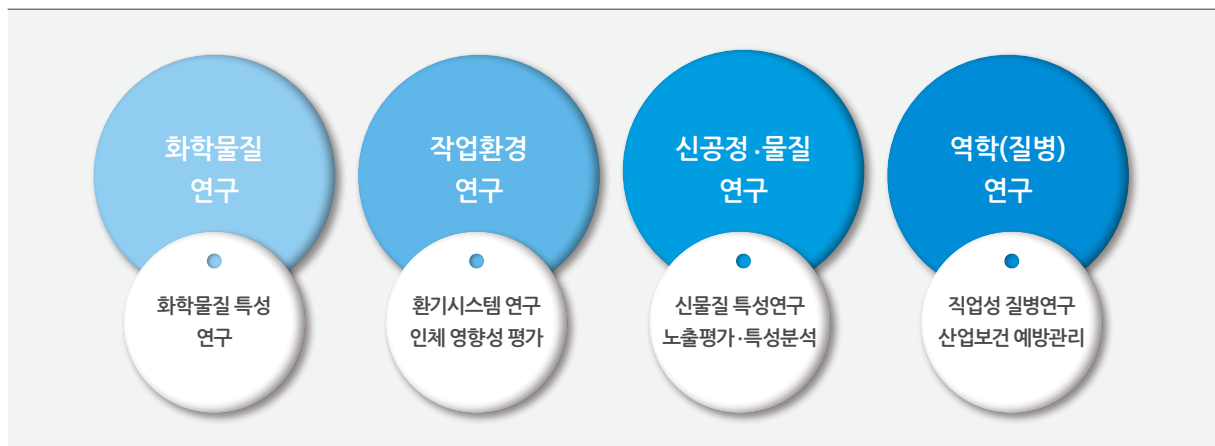 화학물질
연구
작업환경
연구
신공정·물질
연구
역학(질병)
연구
화학물질 특성
연구
환기시스템 연구
인체 영향성 평가
신물질 특성연구
노출평가·특성분석
직업성 질병연구
산업보건 예방관리